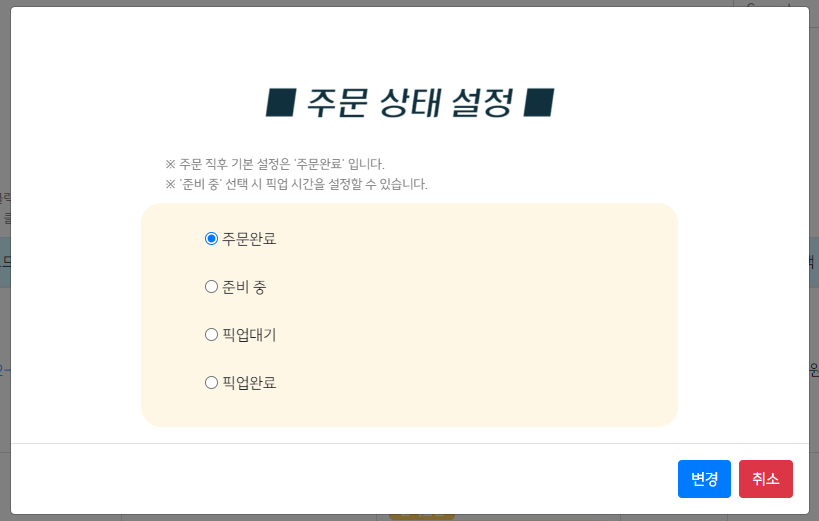 ■ 주문 상태 설정 ■
※ 주문 직후 기본 설정은 '주문완료' 입니다.
※ '준비 중' 선택 시 픽업 시간을 설정할 수 있습니다.
주문완료
준비 중
픽업대기
픽업완료
변경
취소